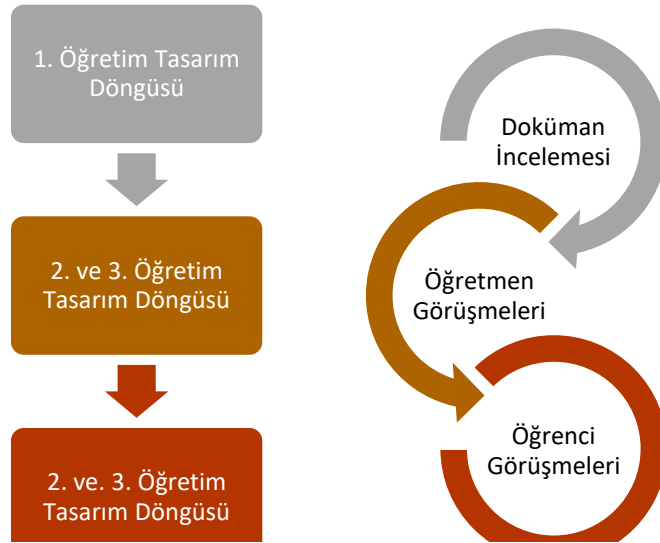 1. Öğretim Tasarım
Döngüsü
Doküman
İncelemesi
2. ve 3. Öğretim
Tasarım Döngüsü
Öğretmen
Görüşmeleri
2. ve. 3. Öğretim
Tasarım Döngüsü
Öğrenci
Görüşmeleri